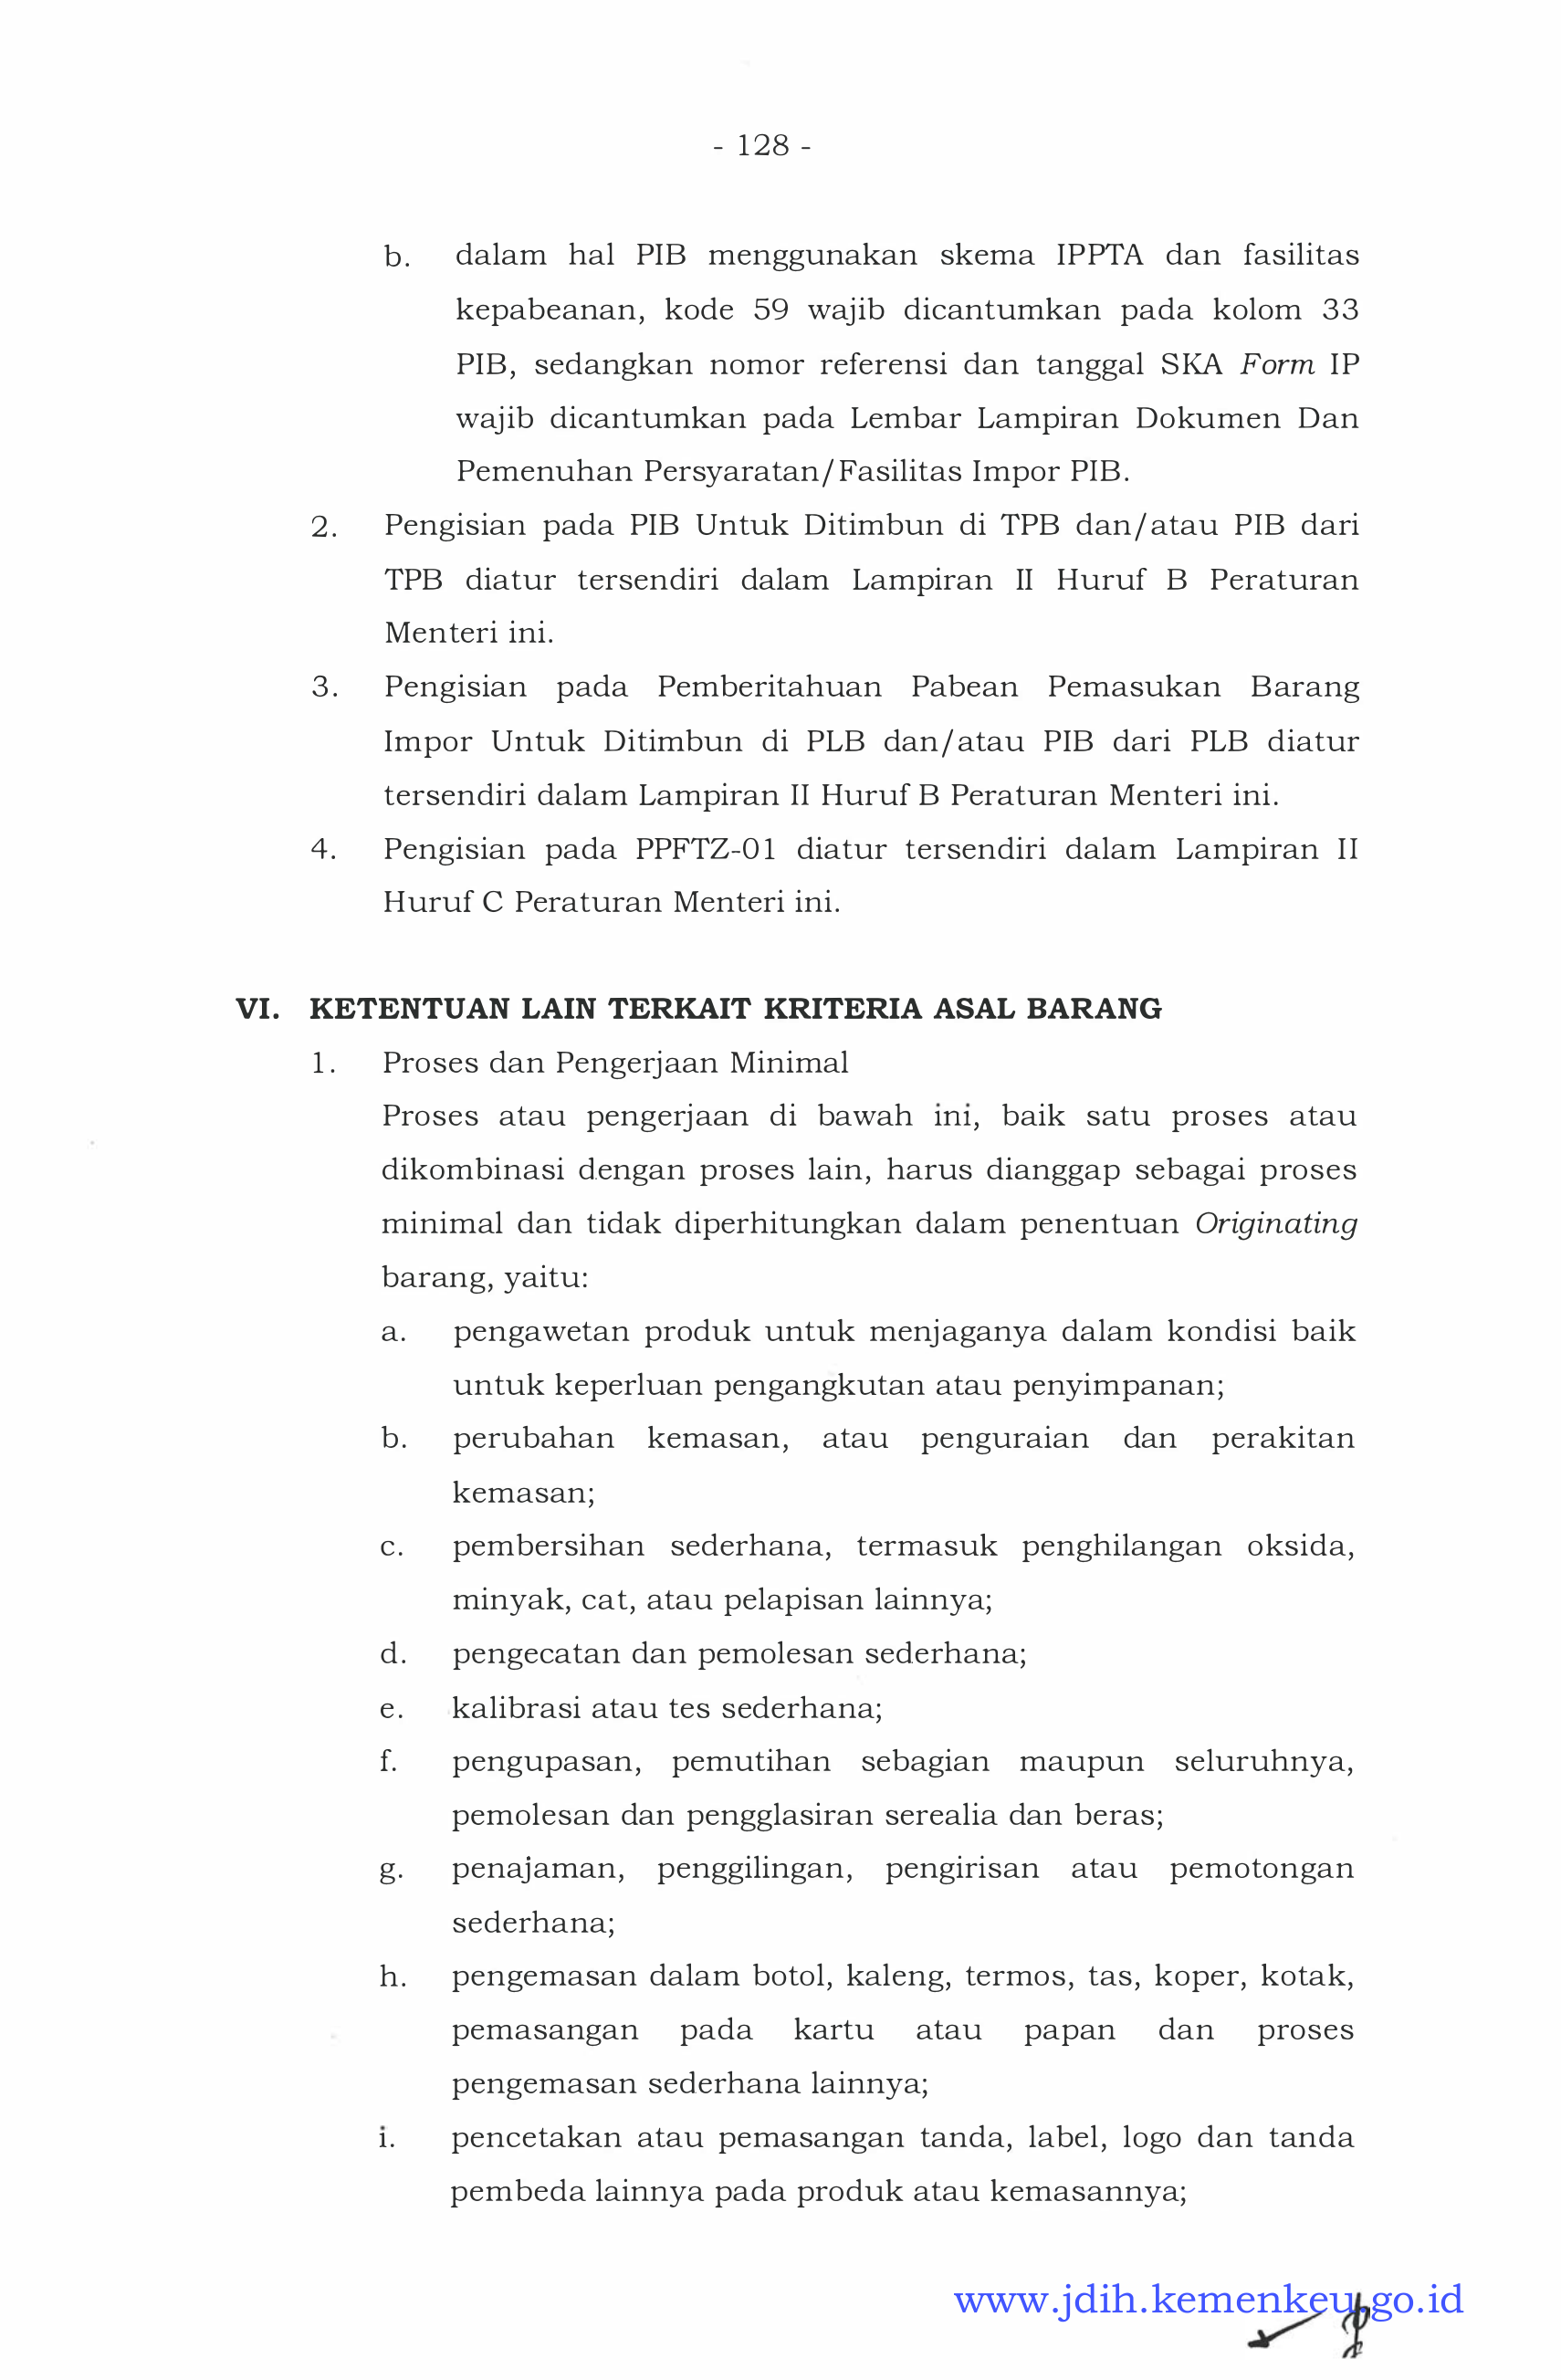 - 128 -
b. dalam hal PIB menggunakan skema IPPTA dan fasilitas
kepabeanan, kode 59 wajib dicantumkan pada kolom 33
PIB, sedangkan nomor referensi dan tanggal SKA Form IP
wajib dicantumkan pada Lembar Lampiran Dokumen Dan
Pemenuhan Persyaratan/Fasilitas Impor PIB.
2. Pengisian pada PIB Untuk Ditimbun di TPB dan/atau PIB dari
TPB diatur tersendiri dalam Lampiran II Huruf B Peraturan
Menteri ini.
3. Pengisian pada Pemberitahuan Pabean Pemasukan Barang
Impor Untuk Ditimbun di PLB dan/atau PIB dari PLB diatur
tersendiri dalam Lampiran II Huruf B Peraturan Menteri ini.
4. Pengisian pada PPFTZ-01 diatur tersendiri dalam Lampiran II
Huruf C Peraturan Menteri ini.
VI. KETENTUAN LAIN TERKAIT KRITERIA ASAL BARANG
1. Proses dan Pengerjaan Minimal
Proses atau pengerjaan di bawah ini, baik satu proses atau
dikombinasi dengan proses lain, harus dianggap sebagai proses
minimal dan tidak diperhitungkan dalam penentuan Originating
barang, yaitu:
a. pengawetan produk untuk menjaganya dalam kondisi baik
untuk keperluan pengangkutan atau penyimpanan;
b. perubahan kemasan, atau penguraian dan perakitan
kemasan;
c. pembersihan sederhana, termasuk penghilangan oksida,
minyak, cat, atau pelapisan lainnya;
d. pengecatan dan pemolesan sederhana;
e. kalibrasi atau tes sederhana;
f. pengupasan, pemutihan sebagian maupun seluruhnya,
pemolesan dan pengglasiran serealia dan beras;
g. penajaman, penggilingan, pengirisan atau pemotongan
sederhana;
h. pengemasan dalam botol, kaleng, termos, tas, koper, kotak,
pemasangan pada kartu atau papan dan proses
pengemasan sederhana lainnya;
i. pencetakan atau pemasangan tanda, label, logo dan tanda
pembeda lainnya pada produk atau kemasannya;
www.jdih.kemenkeu.go.id